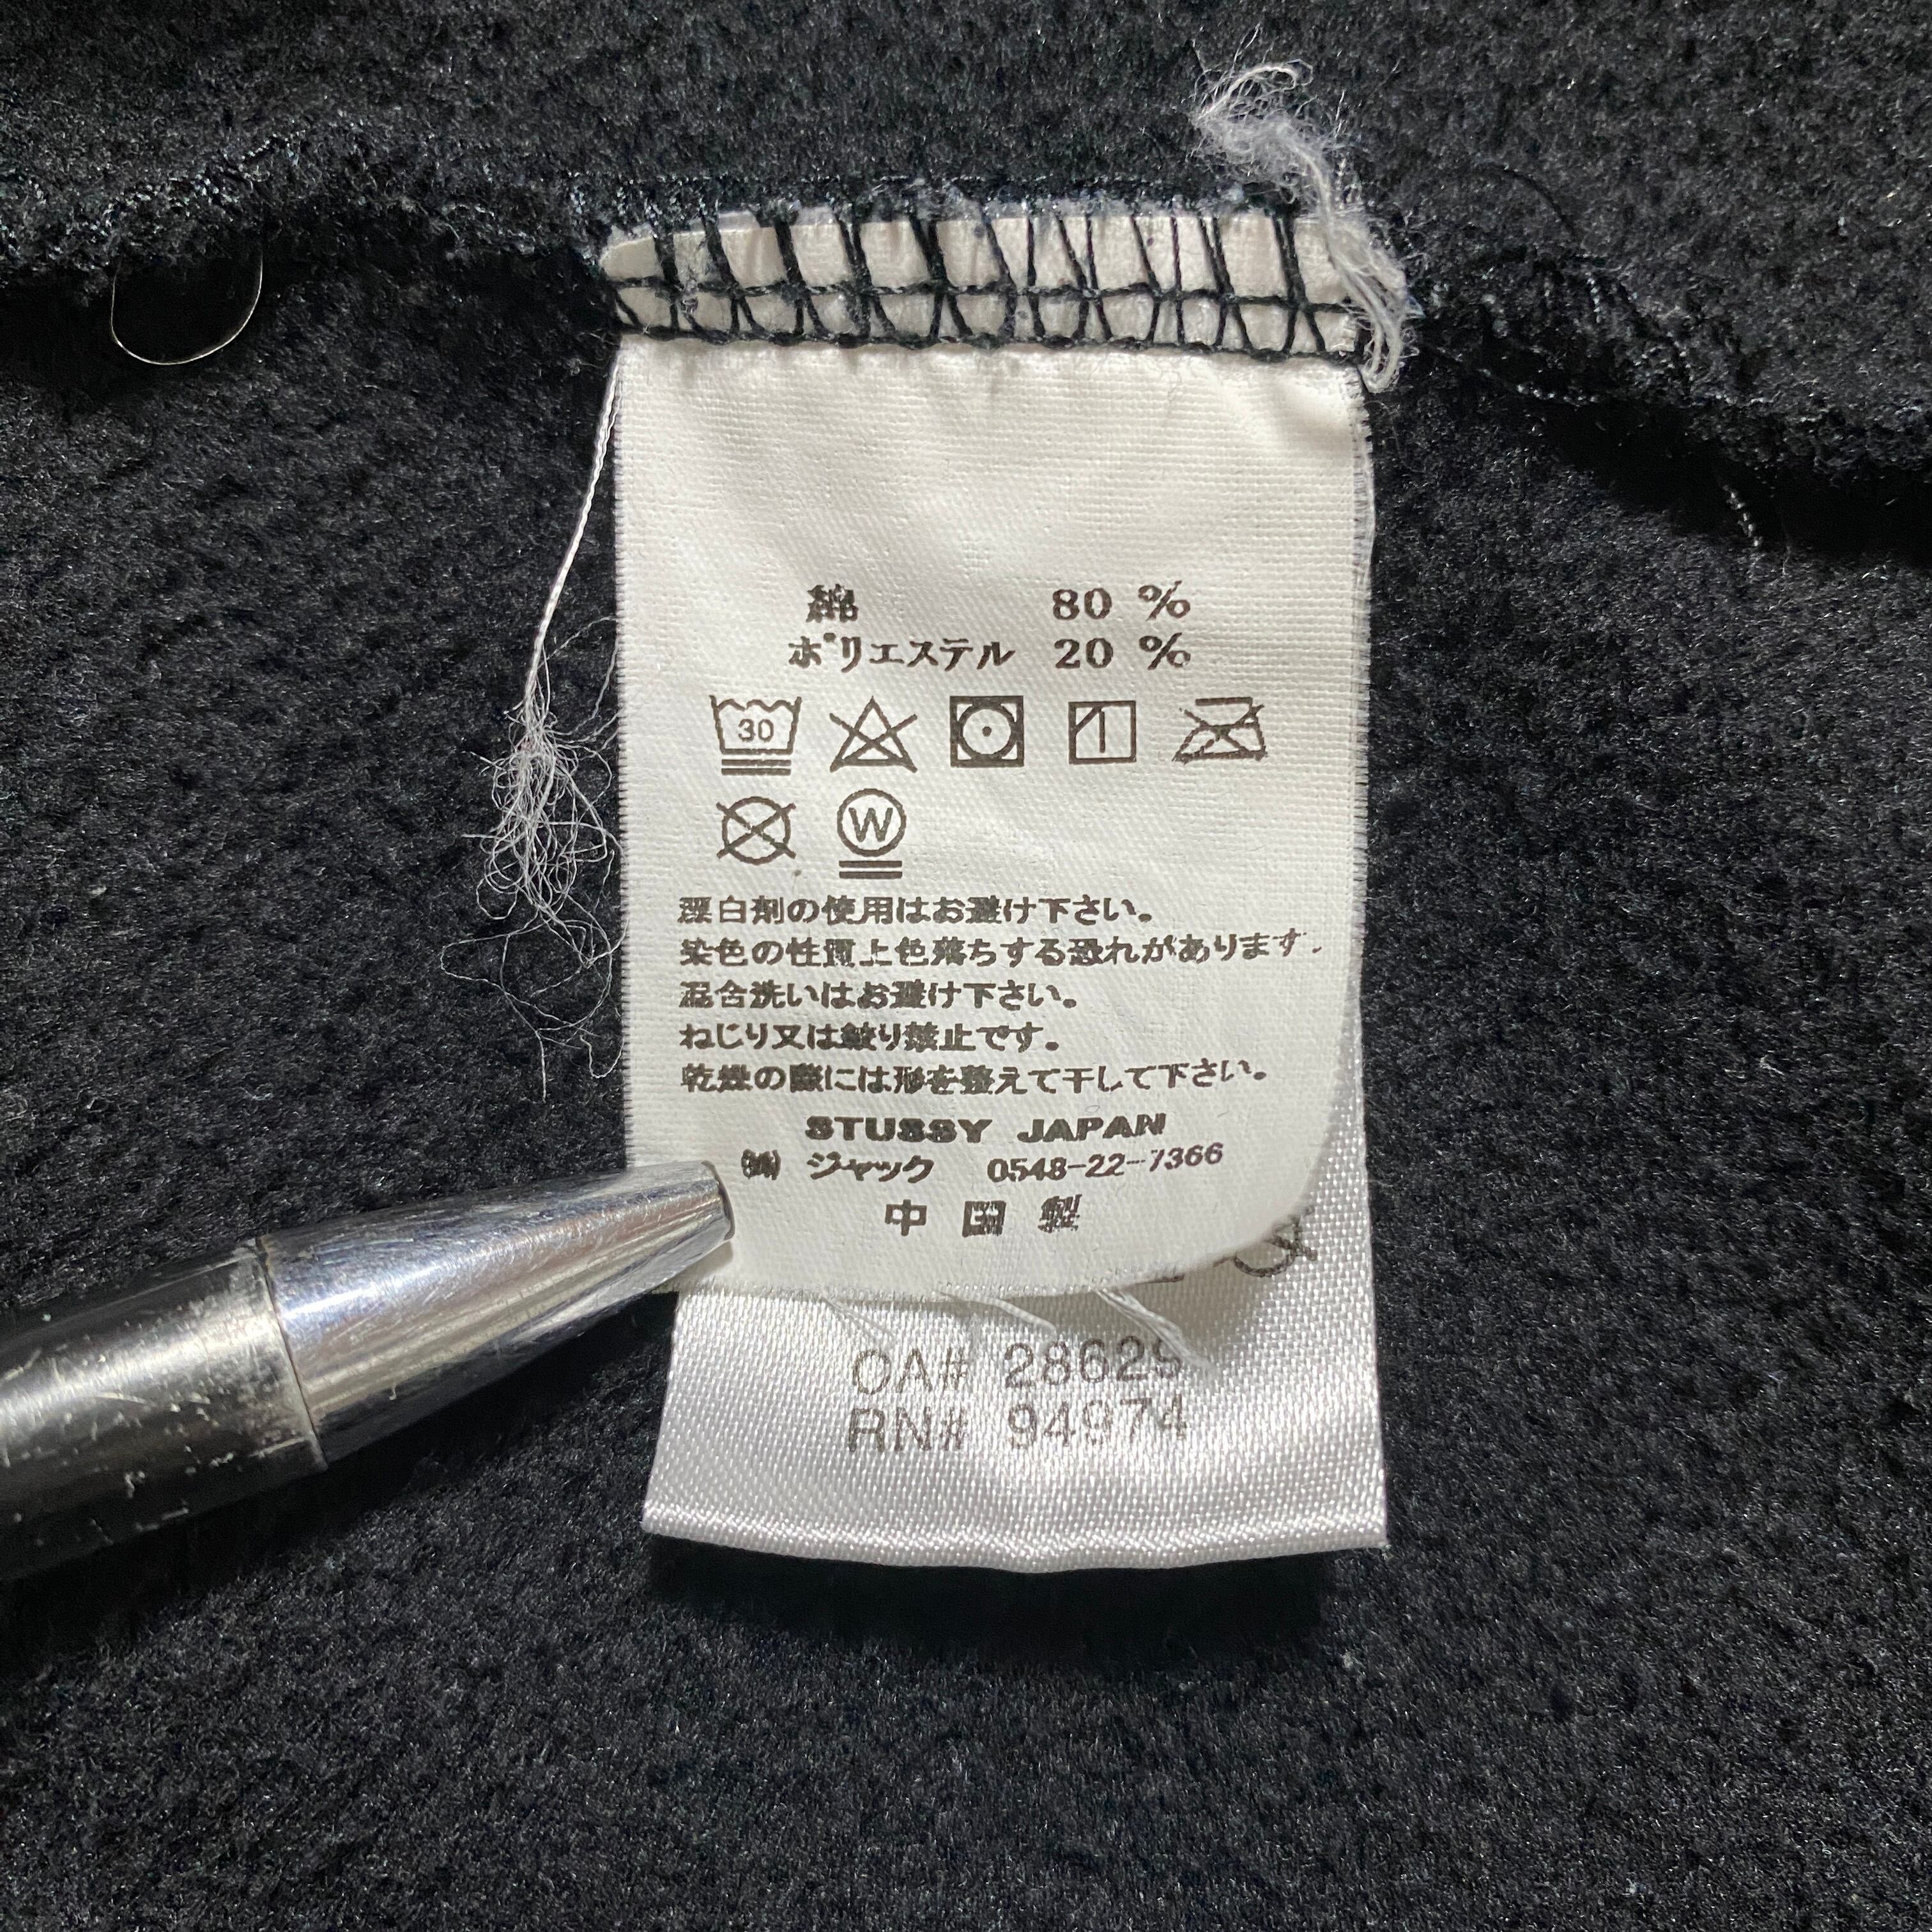 綿 80 %
ポリエステル 20 %
30
W
漂白剤の使用はお避け下さい。
染色の性質上色落ちする恐れがあります.
混合洗いはお避け下さい。
ねじり又は絞り禁止です。
乾燥の際には形を整えて干して下さい。
STUSSY JAPAN
㈱ ジャック 0548-22-7366
中国製
CA# 28629
RN# 94974